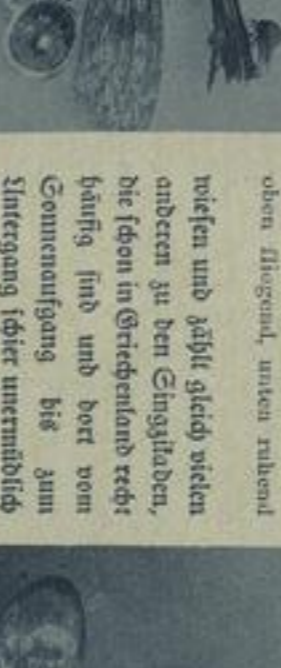 oben fliegend, unten ruhend
wiesen und zählt gleich vielen
anderen zu den Singzikaden,
die schon in Griechenland recht
häufig sind und dort vom
Sonnenaufgang bis zum
Untergang schier unermüdlich